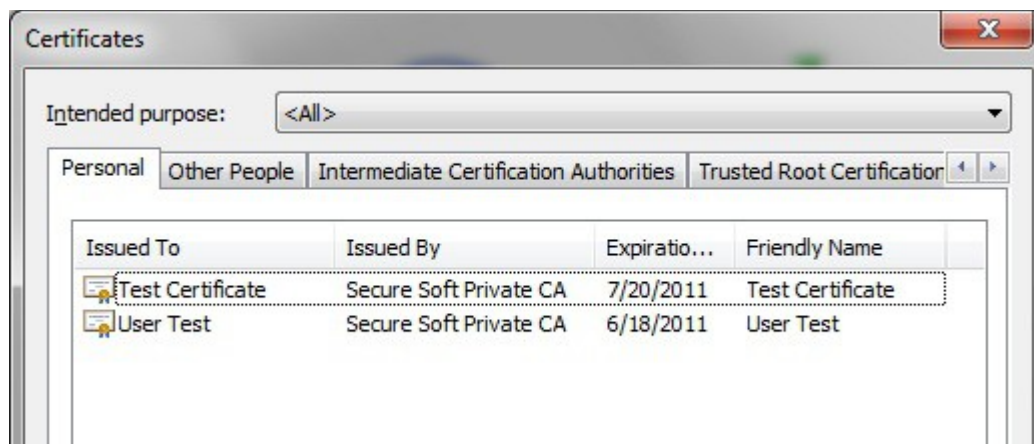 Certificates
Intended purpose: <All>
Personal Other People Intermediate Certification Authorities Trusted Root Certification
Issued To Issued By Expiratio... Friendly Name
Test Certificate Secure Soft Private CA 7/20/2011 Test Certificate
User Test Secure Soft Private CA 6/18/2011 User Test